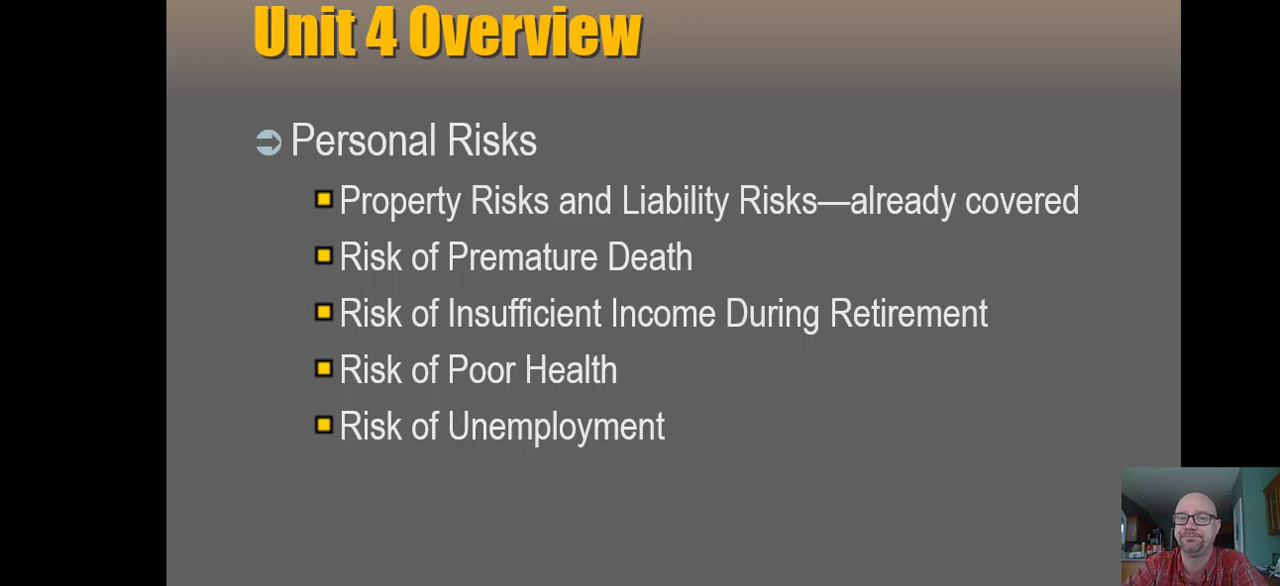 Unit 4 Overview
Personal Risks
Property Risks and Liability Risks—already covered
Risk of Premature Death
Risk of Insufficient Income During Retirement
Risk of Poor Health
Risk of Unemployment